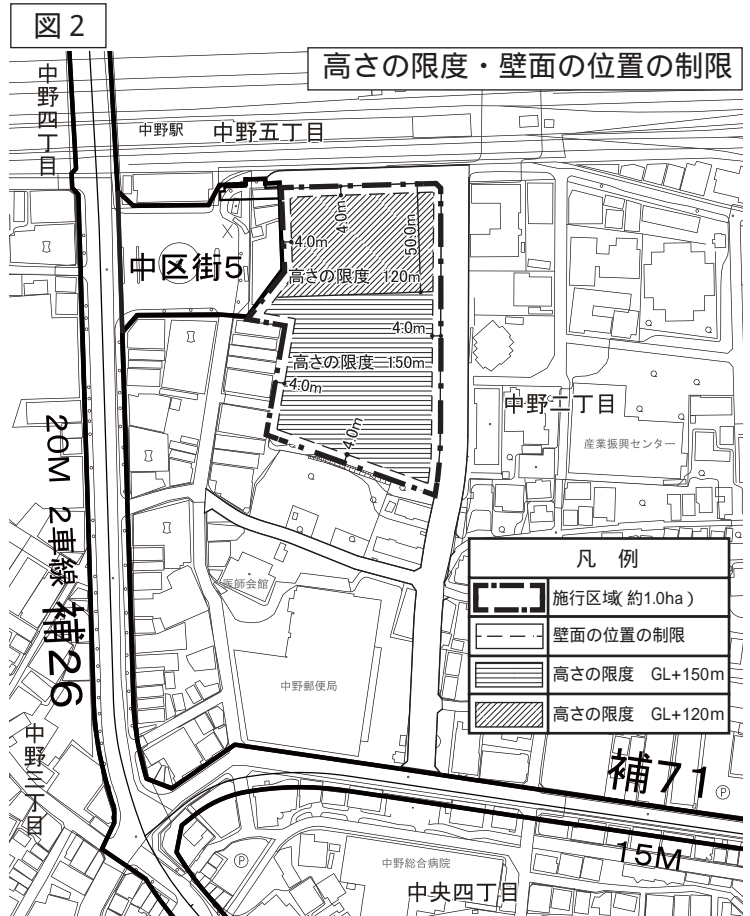 図2
高さの限度・壁面の位置の制限
中野四丁目
中野駅
中野五丁目
中区街5
4.0m
50.0m
4.0m
高さの限度 120m
4.0m
高さの限度 150m
4.0m
4.0m
中野二丁目
産業振興センター
20M 2車線 補26
医師会館
中野郵便局
凡 例
施行区域(約1.0ha)
壁面の位置の制限
高さの限度 GL+150m
高さの限度 GL+120m
中野三丁目
補71
P
15M
P
中野総合病院
中央四丁目